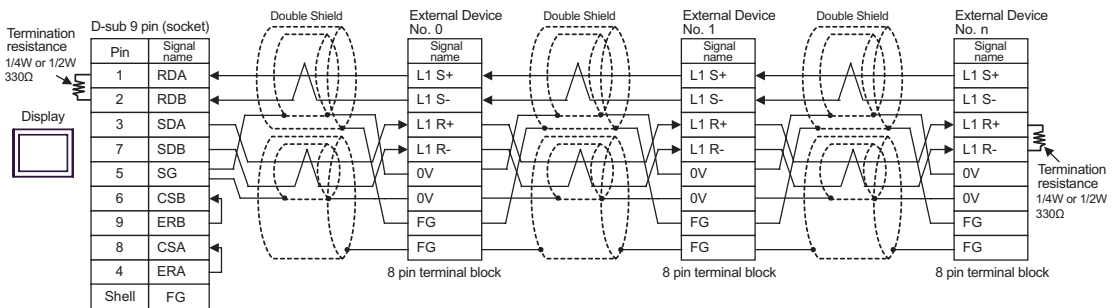 Termination
resistance
1/4W or 1/2W
330Ω
Display
D-sub 9 pin (socket)
Pin Signal name
1 RDA
2 RDB
3 SDA
7 SDB
5 SG
6 CSB
9 ERB
8 CSA
4 ERA
Shell FG
Double Shield
External Device
No. 0
Signal
name
L1 S+
L1 S-
L1 R+
L1 R-
0V
0V
FG
FG
8 pin terminal block
Double Shield
External Device
No. 1
Signal
name
L1 S+
L1 S-
L1 R+
L1 R-
0V
0V
FG
FG
8 pin terminal block
Double Shield
External Device
No. n
Signal
name
L1 S+
L1 S-
L1 R+
L1 R-
0V
0V
FG
FG
8 pin terminal block
Termination
resistance
1/4W or 1/2W
330Ω